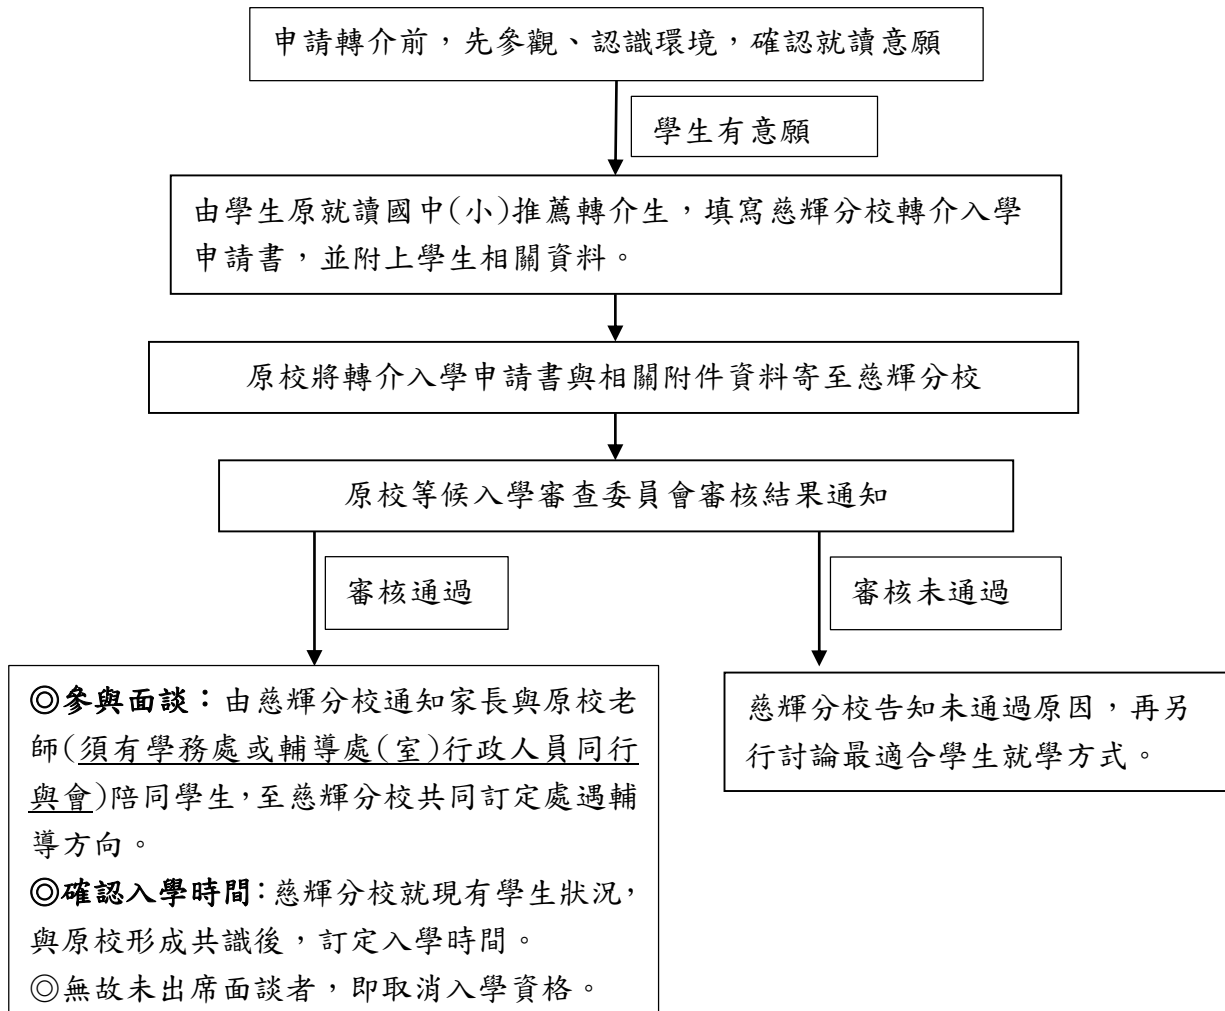 申請轉介前，先參觀、認識環境，確認就讀意願
學生有意願
由學生原就讀國中(小)推薦轉介生，填寫慈輝分校轉介入學
申請書，並附上學生相關資料。
原校將轉介入學申請書與相關附件資料寄至慈輝分校
原校等候入學審查委員會審核結果通知
審核通過
審核未通過
◎參與面談：由慈輝分校通知家長與原校老
師(須有學務處或輔導處(室)行政人員同行
與會)陪同學生，至慈輝分校共同訂定處遇輔
導方向。
◎確認入學時間：慈輝分校就現有學生狀況，
與原校形成共識後，訂定入學時間。
◎無故未出席面談者，即取消入學資格。
慈輝分校告知未通過原因，再另
行討論最適合學生就學方式。